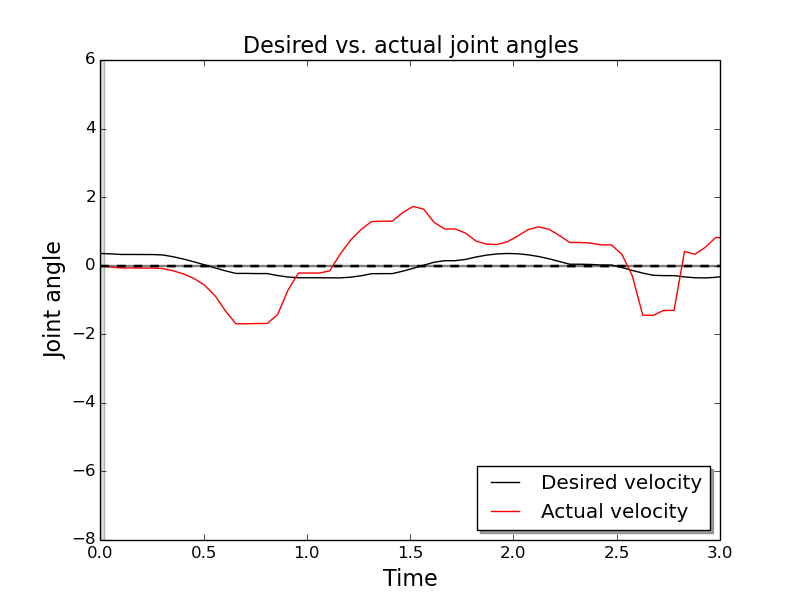 Desired vs. actual joint angles
6
4
2
0
−2
−4
−6
−8
Joint angle
0.0 0.5 1.0 1.5 2.0 2.5 3.0
Time
Desired velocity
Actual velocity